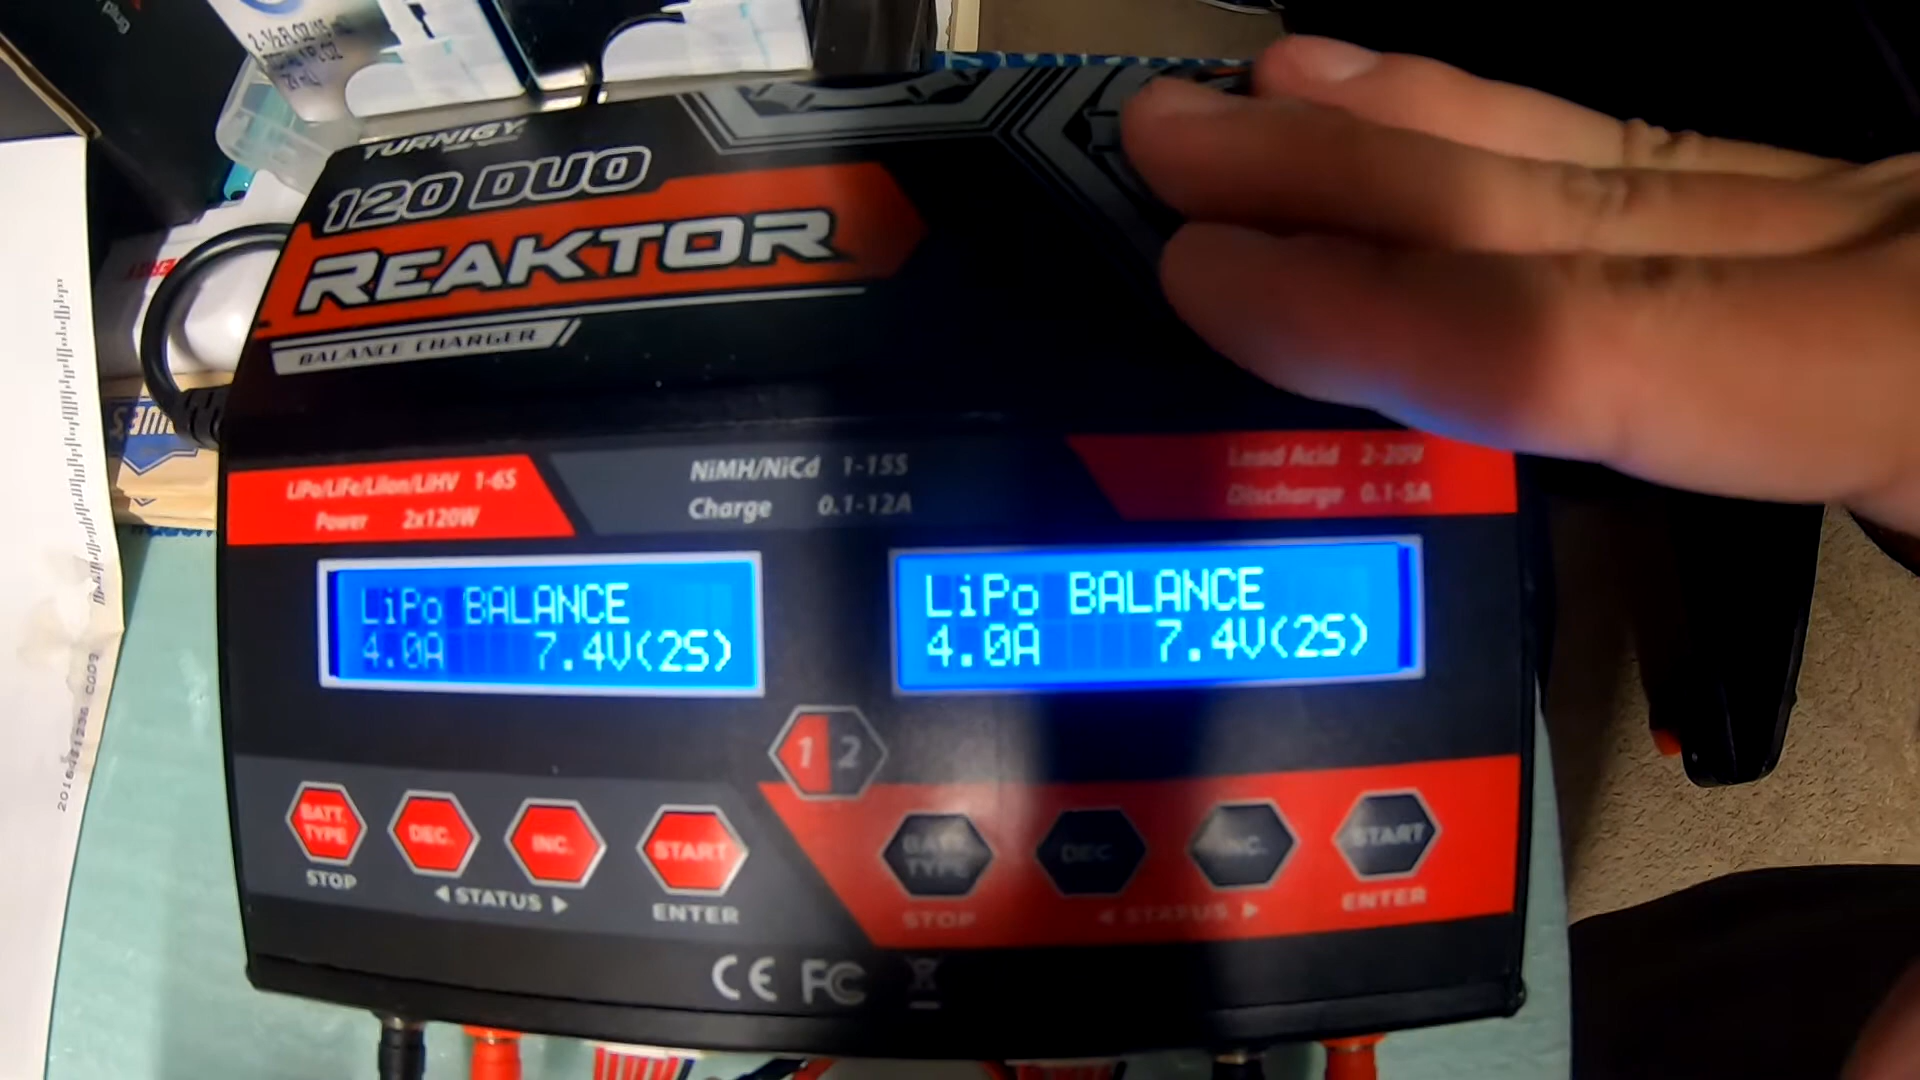 TURNIGY
120 DUO
REAKTOR
BALANCE CHARGER
LiPo/LiFe/LiIon/LiHV 1-6S
Power 2x120W
NiMH/NiCd 1-15S
Charge 0.1-12A
Lead Acid 2-20V
Discharge 0.1-5A
LiPo BALANCE
4.0A 7.4V(2S)
LiPo BALANCE
4.0A 7.4V(2S)
1 2
BATT. TYPE
DEC.
INC.
START
STOP
◀ STATUS ▶
ENTER
BATT. TYPE
DEC.
INC.
START
STOP
◀ STATUS ▶
ENTER
CE FC